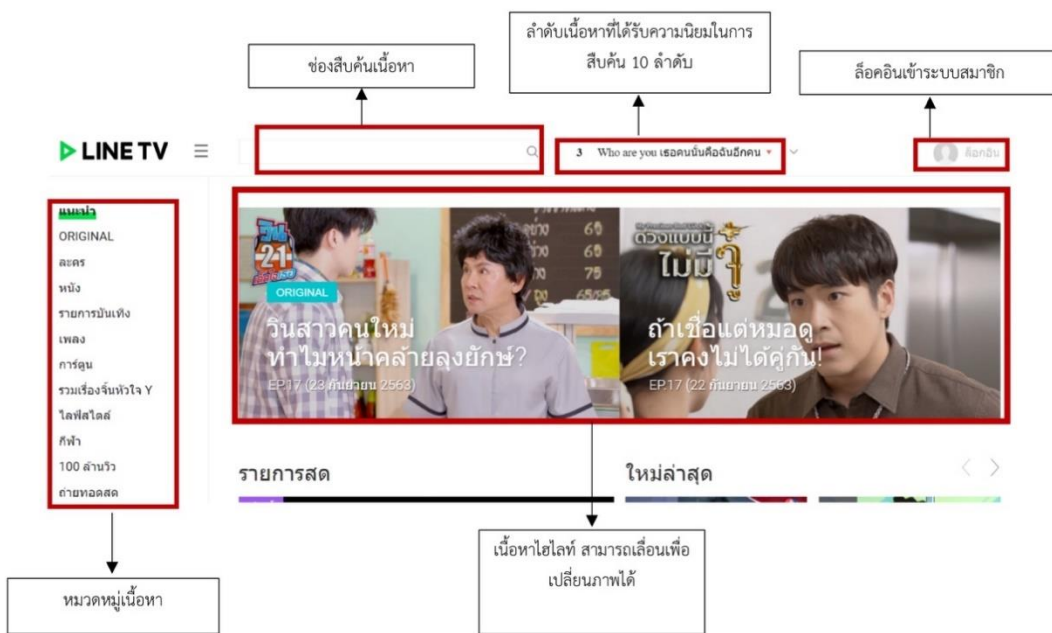 ลำดับเนื้อหาที่ได้รับความนิยมในการ
สืบค้น 10 ลำดับ
ช่องสืบค้นเนื้อหา
ล็อคอินเข้าระบบสมาชิก
LINE TV
3 Who are you เธอคนนั้นคือฉันอีกคน
ล็อกอิน
แนะนำ
ORIGINAL
ละคร
หนัง
รายการบันเทิง
เพลง
การ์ตูน
รวมเรื่องจิ้นหัวใจ Y
ไลฟ์สไตล์
กีฬา
100 ล้านวิว
ถ่ายทอดสด
วิน
21
ORIGINAL
วินสาวคนใหม่
ทำไมหน้าคล้ายลุงยักษ์?
EP.17 (23 กันยายน 2563)
60
60
75
ดวงแบบนี้
ไม่มีจู๋
ถ้าเชื่อแต่หมอดู
เราคงไม่ได้คู่กัน!
EP.17 (22 กันยายน 2563)
รายการสด
ใหม่ล่าสุด
เนื้อหาไฮไลท์ สามารถเลื่อนเพื่อ
เปลี่ยนภาพได้
หมวดหมู่เนื้อหา